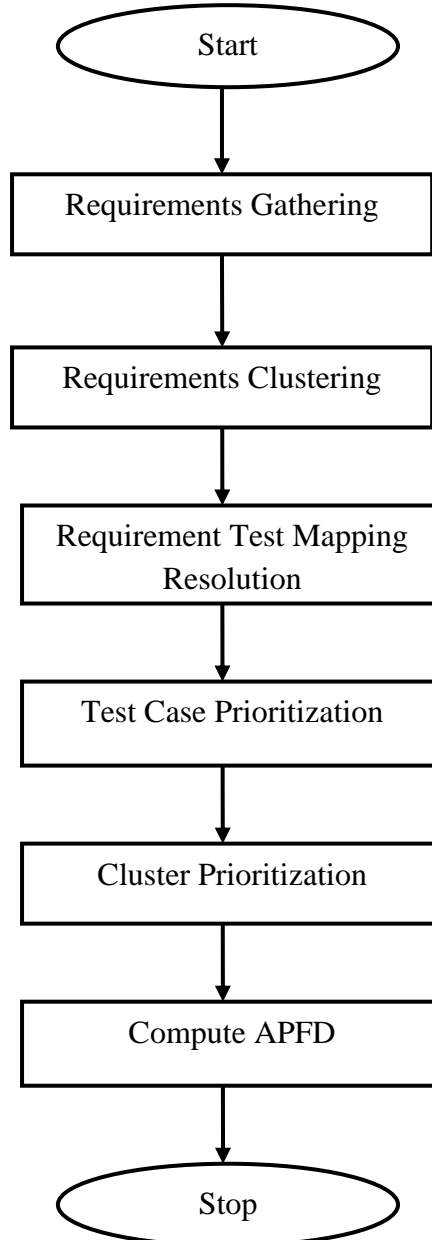 Start
Requirements Gathering
Requirements Clustering
Requirement Test Mapping
Resolution
Test Case Prioritization
Cluster Prioritization
Compute APFD
Stop